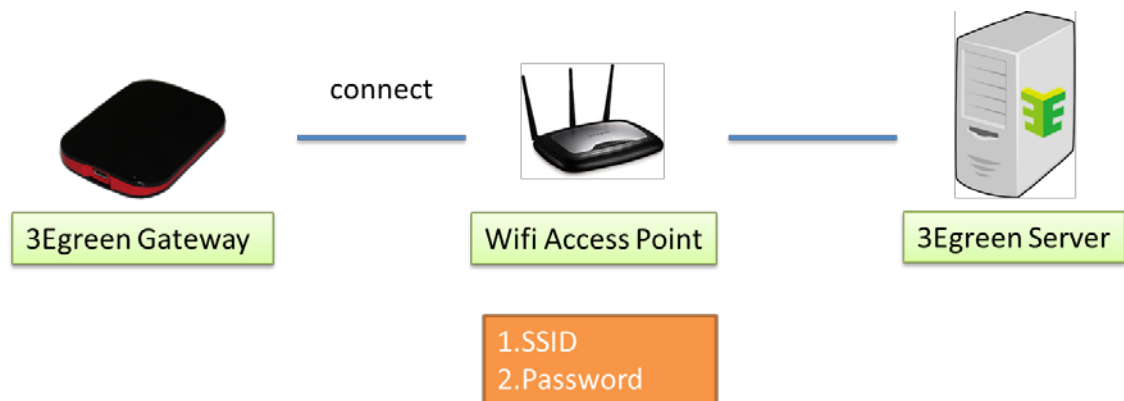 connect
3Egreen Gateway
Wifi Access Point
3Egreen Server
1.SSID
2.Password